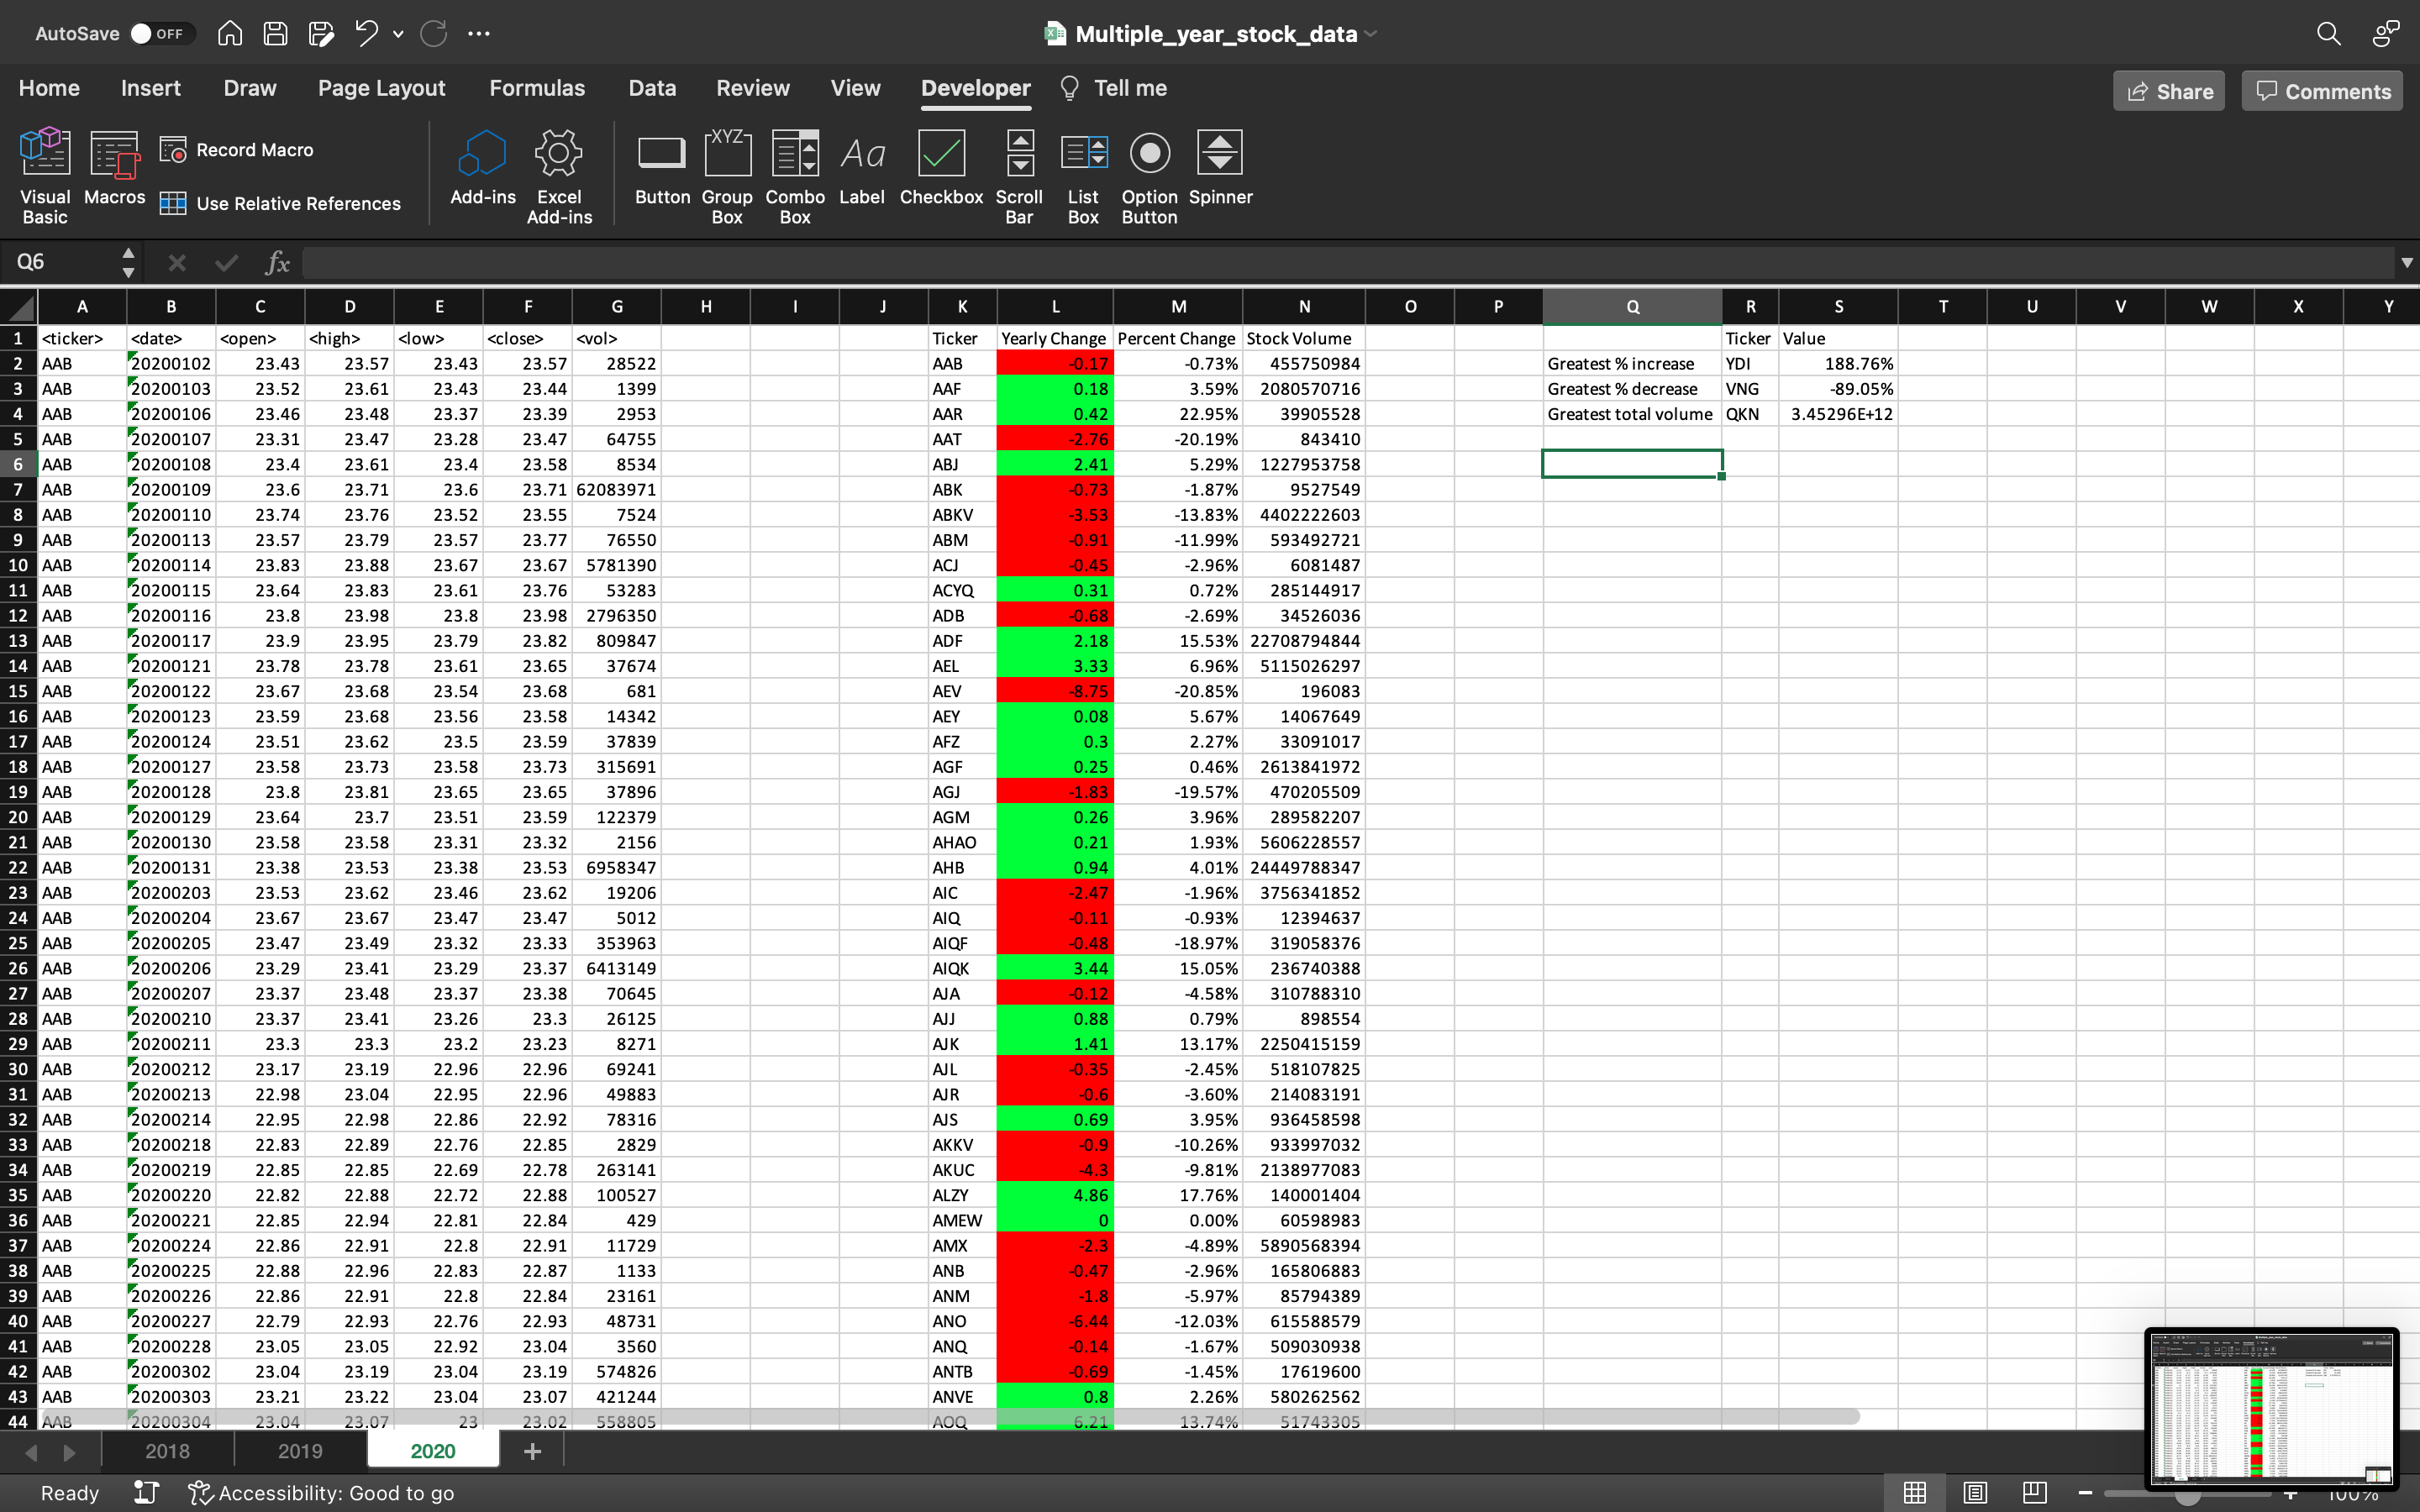 AutoSave OFF Multiple_year_stock_data
Home Insert Draw Page Layout Formulas Data Review View Developer Tell me Share Comments
Visual Basic Macros Record Macro Use Relative References Add-ins Excel Add-ins Button Group Box Combo Box Label Checkbox Scroll Bar List Box Option Button Spinner
Q6 fx
A B C D E F G H I J K L M N O P Q R S T U V W X Y
1 <ticker> <date> <open> <high> <low> <close> <vol> Ticker Yearly Change Percent Change Stock Volume Ticker Value
2 AAB 20200102 23.43 23.57 23.43 23.57 28522 AAB -0.17 -0.73% 455750984 Greatest % increase YDI 188.76%
3 AAB 20200103 23.52 23.61 23.43 23.44 1399 AAF 0.18 3.59% 2080570716 Greatest % decrease VNG -89.05%
4 AAB 20200106 23.46 23.48 23.37 23.39 2953 AAR 0.42 22.95% 39905528 Greatest total volume QKN 3.45296E+12
5 AAB 20200107 23.31 23.47 23.28 23.47 64755 AAT -2.76 -20.19% 843410
6 AAB 20200108 23.4 23.61 23.4 23.58 8534 ABJ 2.41 5.29% 1227953758
7 AAB 20200109 23.6 23.71 23.6 23.71 62083971 ABK -0.73 -1.87% 9527549
8 AAB 20200110 23.74 23.76 23.52 23.55 7524 ABKV -3.53 -13.83% 4402222603
9 AAB 20200113 23.57 23.79 23.57 23.77 76550 ABM -0.91 -11.99% 593492721
10 AAB 20200114 23.83 23.88 23.67 23.67 5781390 ACJ -0.45 -2.96% 6081487
11 AAB 20200115 23.64 23.83 23.61 23.76 53283 ACYQ 0.31 0.72% 285144917
12 AAB 20200116 23.8 23.98 23.8 23.98 2796350 ADB -0.68 -2.69% 34526036
13 AAB 20200117 23.9 23.95 23.79 23.82 809847 ADF 2.18 15.53% 22708794844
14 AAB 20200121 23.78 23.78 23.61 23.65 37674 AEL 3.33 6.96% 5115026297
15 AAB 20200122 23.67 23.68 23.54 23.68 681 AEV -8.75 -20.85% 196083
16 AAB 20200123 23.59 23.68 23.56 23.58 14342 AEY 0.08 5.67% 14067649
17 AAB 20200124 23.51 23.62 23.5 23.59 37839 AFZ 0.3 2.27% 33091017
18 AAB 20200127 23.58 23.73 23.58 23.73 315691 AGF 0.25 0.46% 2613841972
19 AAB 20200128 23.8 23.81 23.65 23.65 37896 AGJ -1.83 -19.57% 470205509
20 AAB 20200129 23.64 23.7 23.51 23.59 122379 AGM 0.26 3.96% 289582207
21 AAB 20200130 23.58 23.58 23.31 23.32 2156 AHAO 0.21 1.93% 5606228557
22 AAB 20200131 23.38 23.53 23.38 23.53 6958347 AHB 0.94 4.01% 24449788347
23 AAB 20200203 23.53 23.62 23.46 23.62 19206 AIC -2.47 -1.96% 3756341852
24 AAB 20200204 23.67 23.67 23.47 23.47 5012 AIQ -0.11 -0.93% 12394637
25 AAB 20200205 23.47 23.49 23.32 23.33 353963 AIQF -0.48 -18.97% 319058376
26 AAB 20200206 23.29 23.41 23.29 23.37 6413149 AIQK 3.44 15.05% 236740388
27 AAB 20200207 23.37 23.48 23.37 23.38 70645 AJA -0.12 -4.58% 310788310
28 AAB 20200210 23.37 23.41 23.26 23.3 26125 AJJ 0.88 0.79% 898554
29 AAB 20200211 23.3 23.3 23.2 23.23 8271 AJK 1.41 13.17% 2250415159
30 AAB 20200212 23.17 23.19 22.96 22.96 69241 AJL -0.35 -2.45% 518107825
31 AAB 20200213 22.98 23.04 22.95 22.96 49883 AJR -0.6 -3.60% 214083191
32 AAB 20200214 22.95 22.98 22.86 22.92 78316 AJS 0.69 3.95% 936458598
33 AAB 20200218 22.83 22.89 22.76 22.85 2829 AKKV -0.9 -10.26% 933997032
34 AAB 20200219 22.85 22.85 22.69 22.78 263141 AKUC -4.3 -9.81% 2138977083
35 AAB 20200220 22.82 22.88 22.72 22.88 100527 ALZY 4.86 17.76% 140001404
36 AAB 20200221 22.85 22.94 22.81 22.84 429 AMEW 0 0.00% 60598983
37 AAB 20200224 22.86 22.91 22.8 22.91 11729 AMX -2.3 -4.89% 5890568394
38 AAB 20200225 22.88 22.96 22.83 22.87 1133 ANB -0.47 -2.96% 165806883
39 AAB 20200226 22.86 22.91 22.8 22.84 23161 ANM -1.8 -5.97% 85794389
40 AAB 20200227 22.79 22.93 22.76 22.93 48731 ANO -6.44 -12.03% 615588579
41 AAB 20200228 23.05 23.05 22.92 23.04 3560 ANQ -0.14 -1.67% 509030938
42 AAB 20200302 23.04 23.19 23.04 23.19 574826 ANTB -0.69 -1.45% 17619600
43 AAB 20200303 23.21 23.22 23.04 23.07 421244 ANVE 0.8 2.26% 580262562
44 AAB 20200304 23.04 23.07 23 23.02 558805 AOQ 6.21 13.74% 51743305
2018 2019 2020
Ready Accessibility: Good to go 100%